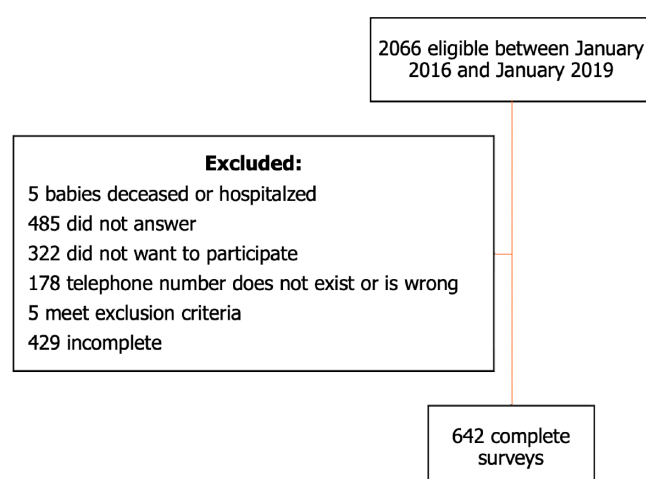 2066 eligible between January
2016 and January 2019
Excluded:
5 babies deceased or hospitalzed
485 did not answer
322 did not want to participate
178 telephone number does not exist or is wrong
5 meet exclusion criteria
429 incomplete
642 complete
surveys